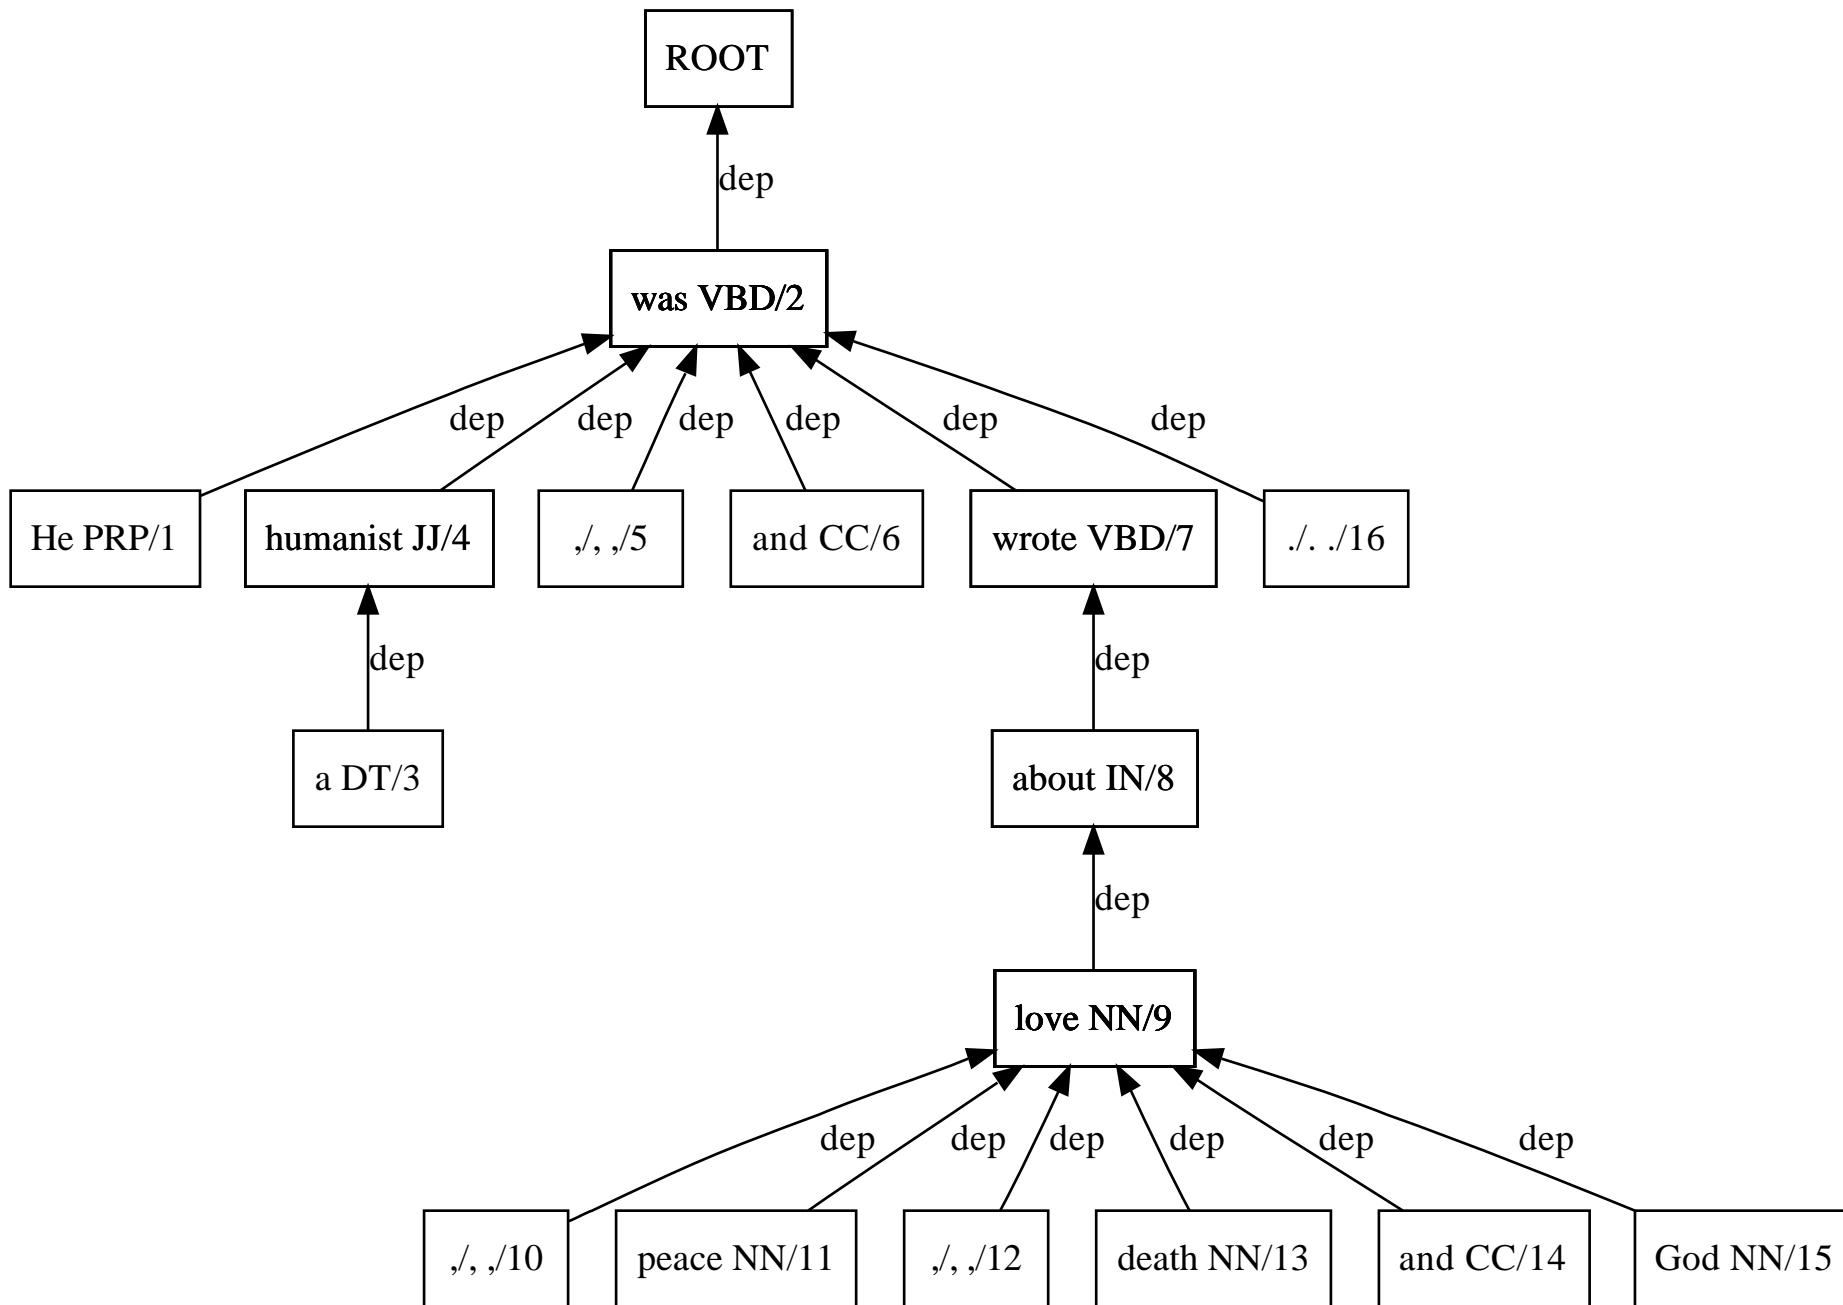 ROOT
dep
was VBD/2
dep dep dep dep dep dep
He PRP/1 humanist JJ/4 ,/, ,/5 and CC/6 wrote VBD/7 ./. ./16
dep dep
a DT/3 about IN/8
dep
love NN/9
dep dep dep dep dep dep
,/, ,/10 peace NN/11 ,/, ,/12 death NN/13 and CC/14 God NN/15